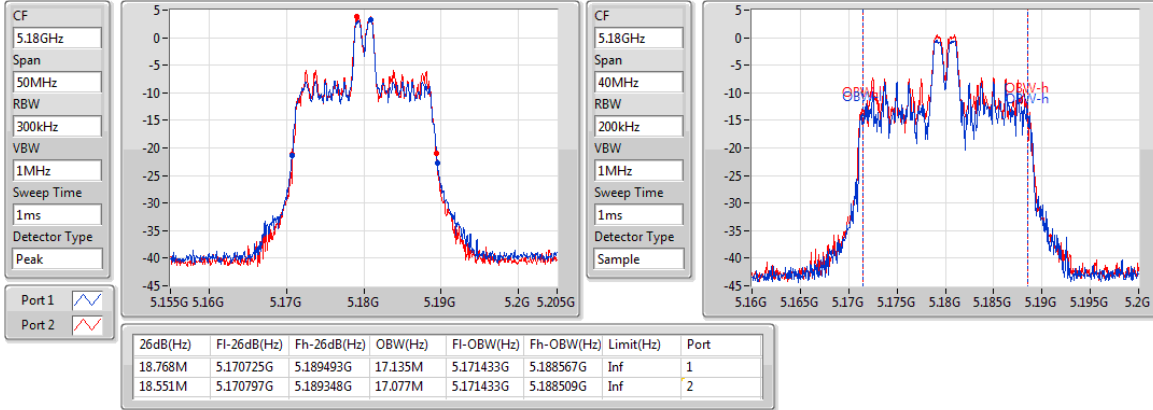 CF
5.18GHz
Span
50MHz
RBW
300kHz
VBW
1MHz
Sweep Time
1ms
Detector Type
Peak
5
0
-5
-10
-15
-20
-25
-30
-35
-40
-45
5.155G 5.16G 5.17G 5.18G 5.19G 5.2G 5.205G
CF
5.18GHz
Span
40MHz
RBW
200kHz
VBW
1MHz
Sweep Time
1ms
Detector Type
Sample
5
0
-5
-10
-15
-20
-25
-30
-35
-40
-45
OBW-h
OBW-h
5.16G 5.165G 5.17G 5.175G 5.18G 5.185G 5.19G 5.195G 5.2G
Port 1
Port 2
26dB(Hz) Fl-26dB(Hz) Fh-26dB(Hz) OBW(Hz) Fl-OBW(Hz) Fh-OBW(Hz) Limit(Hz) Port
18.768M 5.170725G 5.189493G 17.135M 5.171433G 5.188567G Inf 1
18.551M 5.170797G 5.189348G 17.077M 5.171433G 5.188509G Inf 2